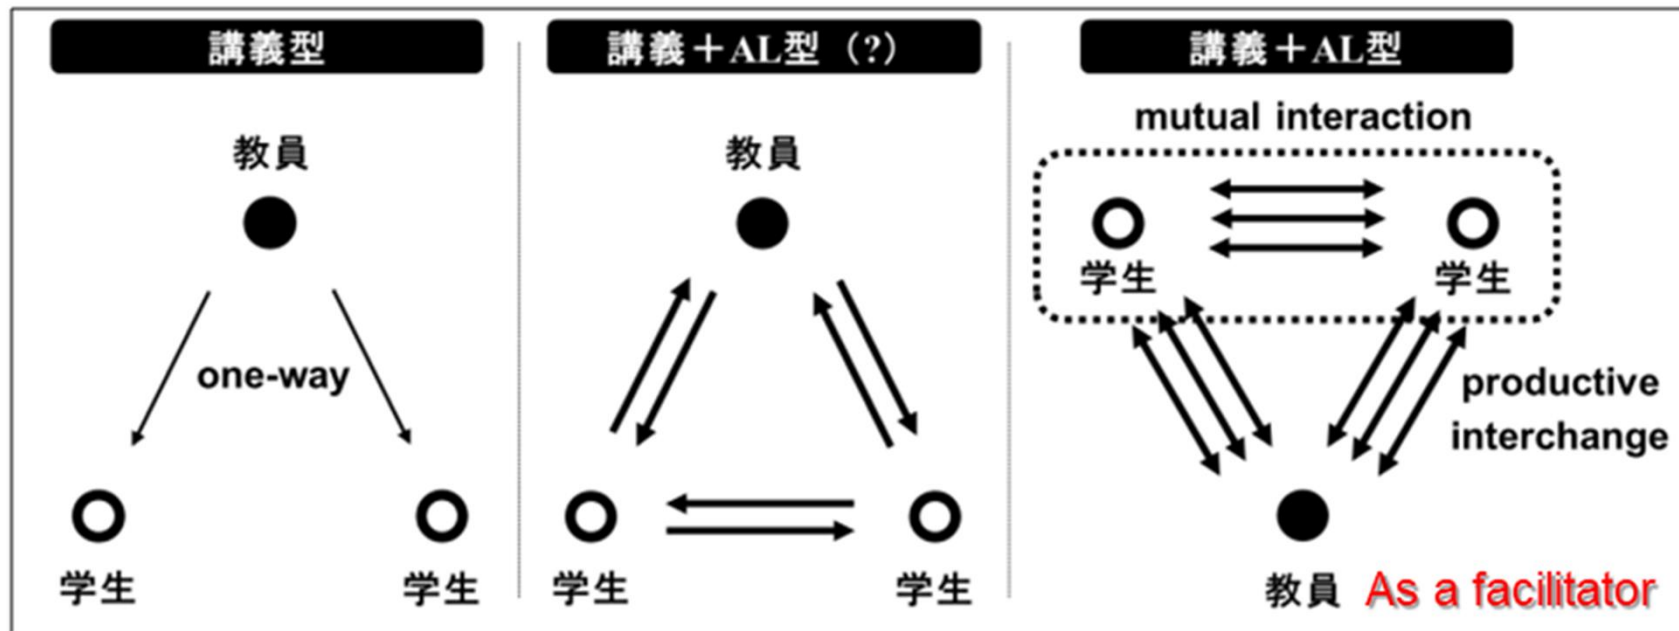 講義型
教員
one-way
学生
学生
講義＋AL型（?）
教員
学生
学生
講義＋AL型
mutual interaction
学生
学生
productive
interchange
教員 As a facilitator